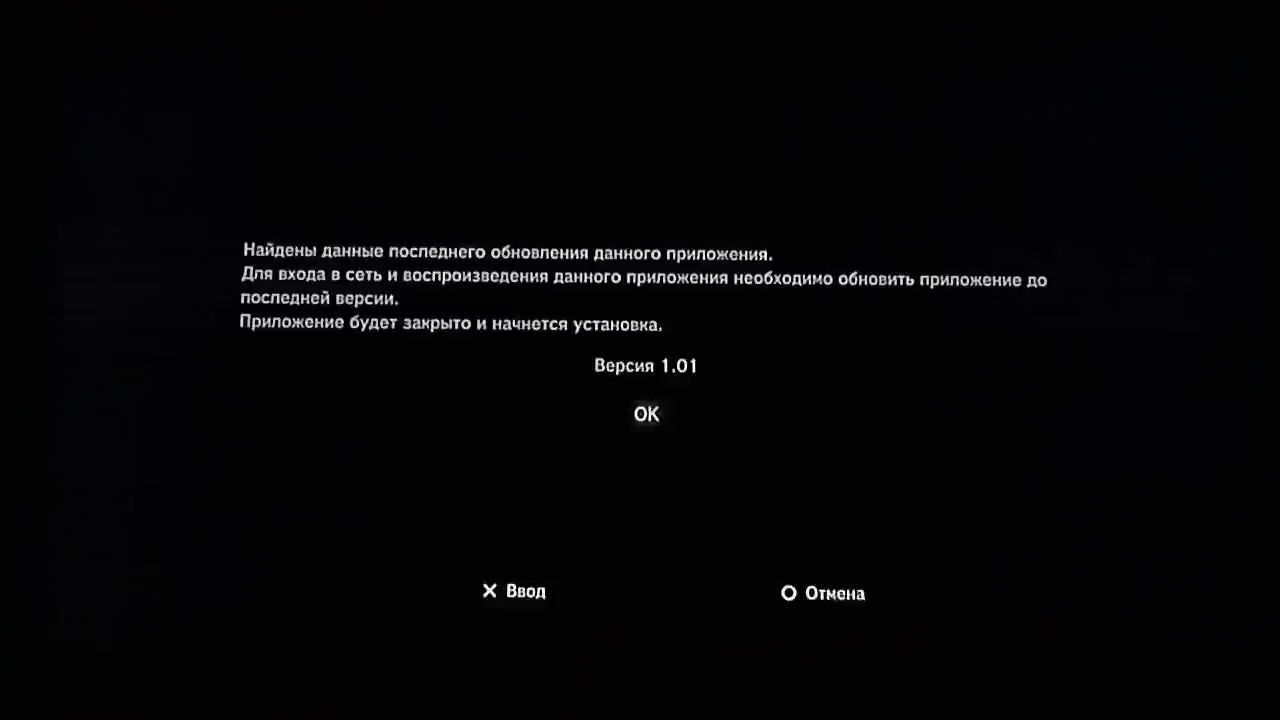 Найдены данные последнего обновления данного приложения.
Для входа в сеть и воспроизведения данного приложения необходимо обновить приложение до
последней версии.
Приложение будет закрыто и начнется установка.
Версия 1.01
OK
X Ввод
O Отмена